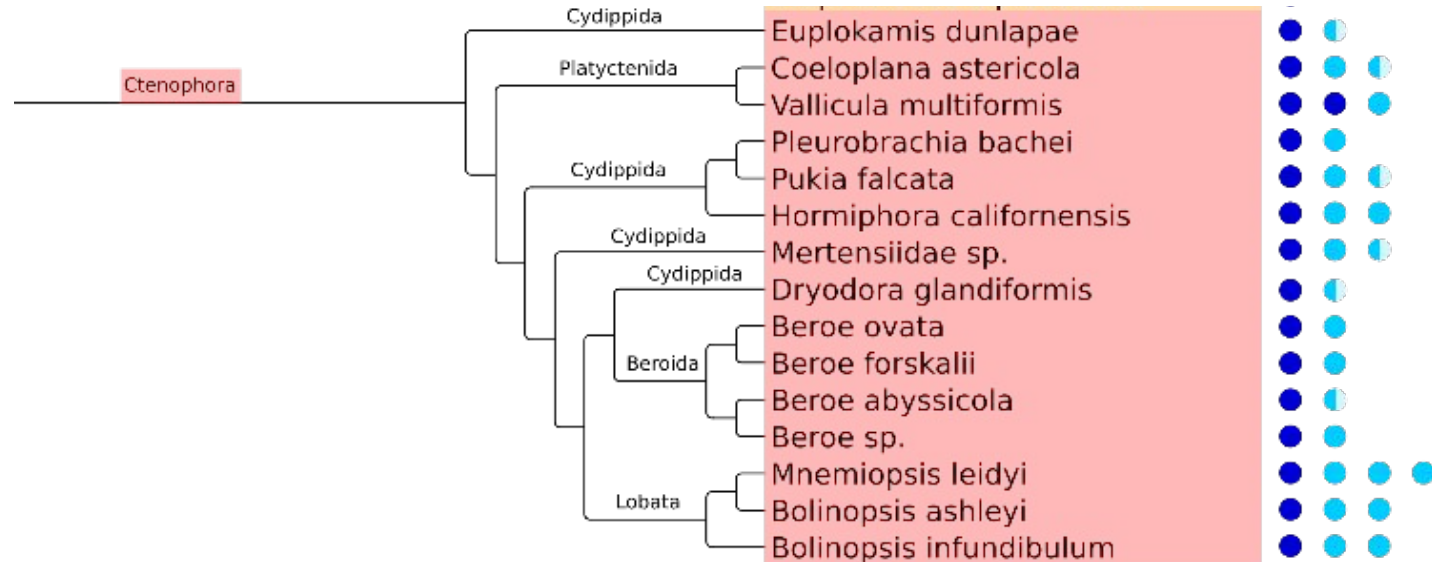 Cydippida
Euplokamis dunlapae
Platyctenida
Coeloplana astericola
Ctenophora
Vallicula multiformis
Pleurobrachia bachei
Cydippida
Pukia falcata
Hormiphora californensis
Cydippida
Mertensiidae sp.
Cydippida
Dryodora glandiformis
Beroe ovata
Beroida
Beroe forskalii
Beroe abyssicola
Beroe sp.
Mnemiopsis leidyi
Lobata
Bolinopsis ashleyi
Bolinopsis infundibulum